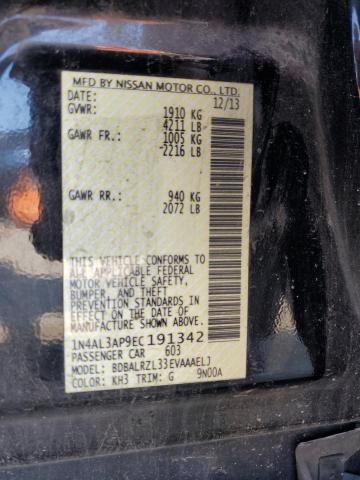 MFD BY NISSAN MOTOR CO., LTD.
DATE: 12/13
GVWR: 1910 KG
4211 LB
GAWR FR: 1005 KG
2216 LB
GAWR RR: 940 KG
2072 LB
THIS VEHICLE CONFORMS TO
ALL APPLICABLE FEDERAL
MOTOR VEHICLE SAFETY,
BUMPER, AND THEFT
PREVENTION STANDARDS IN
EFFECT ON THE DATE OF
MANUFACTURE SHOWN ABOVE.
1N4AL3AP9EC191342
PASSENGER CAR 603
MODEL: BDBALRZL33EVAAAELJ
COLOR: KH3 TRIM: G 9N00A